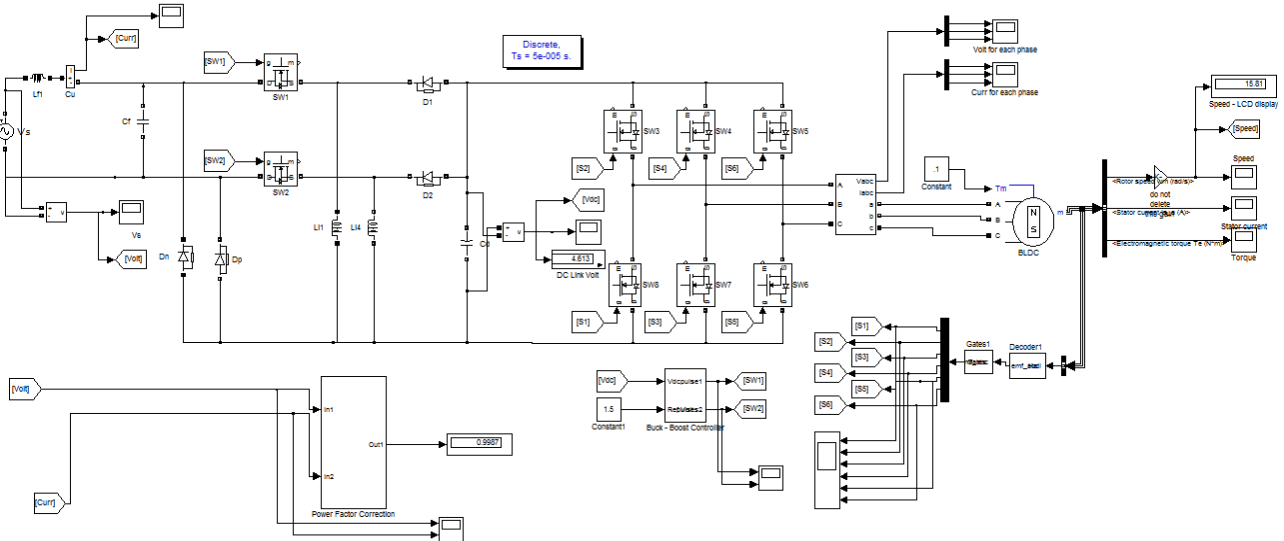 [Curr]
Lf1
Cu
[SW1]
g
m
SW1
Discrete,
Ts = 5e-005 s.
D1
Vs
Cf
[SW2]
g
m
SW2
D2
Volt for each phase
Curr for each phase
15.81
Speed - LCD display
[Speed]
SW3
SW4
SW5
[S2]
[S4]
[S6]
.1
Constant
Vabc
Iabc
A
B
C
a
b
c
Tm
A
B
C
m
N
S
BLDC
<Rotor speed wm (rad/s)>
do not
delete
Speed
Stator current
<Electromagnetic torque Te (N*m)>
Torque
v
Vs
[Volt]
Dn
Dp
Ll1
Ll4
Cd
v
[Vdc]
4.613
DC Link Volt
SW8
SW7
SW6
[S1]
[S3]
[S5]
[S1]
[S2]
[S3]
[S4]
[S5]
[S6]
Gates1
Decoder1
[Volt]
In1
In2
Out1
0.9987
Power Factor Correction
[Curr]
[Vdc]
1.5
Constant1
Vdcpulse1
Buck - Boost Controller
[SW1]
[SW2]